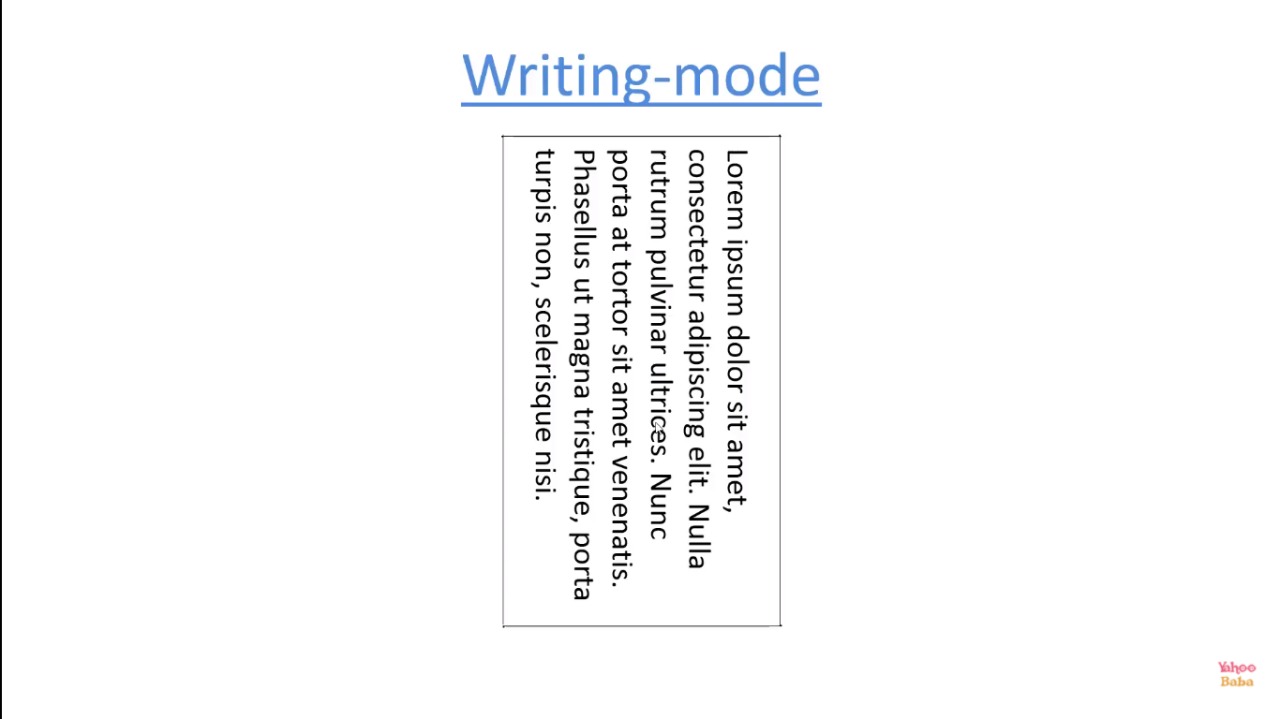 Writing-mode
Lorem ipsum dolor sit amet,
consectetur adipiscing elit. Nulla
rutrum pulvinar ultrices. Nunc
porta at tortor sit amet venenatis.
Phasellus ut magna tristique, porta
turpis non, scelerisque nisi.
Yahoo
Baba